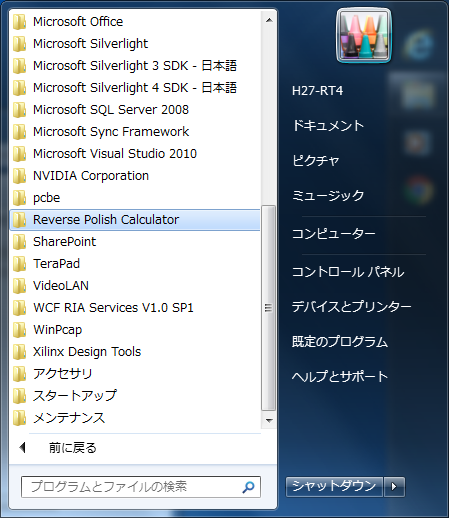 Microsoft Office
Microsoft Silverlight
Microsoft Silverlight 3 SDK - 日本語
Microsoft Silverlight 4 SDK - 日本語
Microsoft SQL Server 2008
Microsoft Sync Framework
Microsoft Visual Studio 2010
NVIDIA Corporation
pcbe
Reverse Polish Calculator
SharePoint
TeraPad
VideoLAN
WCF RIA Services V1.0 SP1
WinPcap
Xilinx Design Tools
アクセサリ
スタートアップ
メンテナンス
前に戻る
プログラムとファイルの検索
H27-RT4
ドキュメント
ピクチャ
ミュージック
コンピューター
コントロール パネル
デバイスとプリンター
既定のプログラム
ヘルプとサポート
シャットダウン